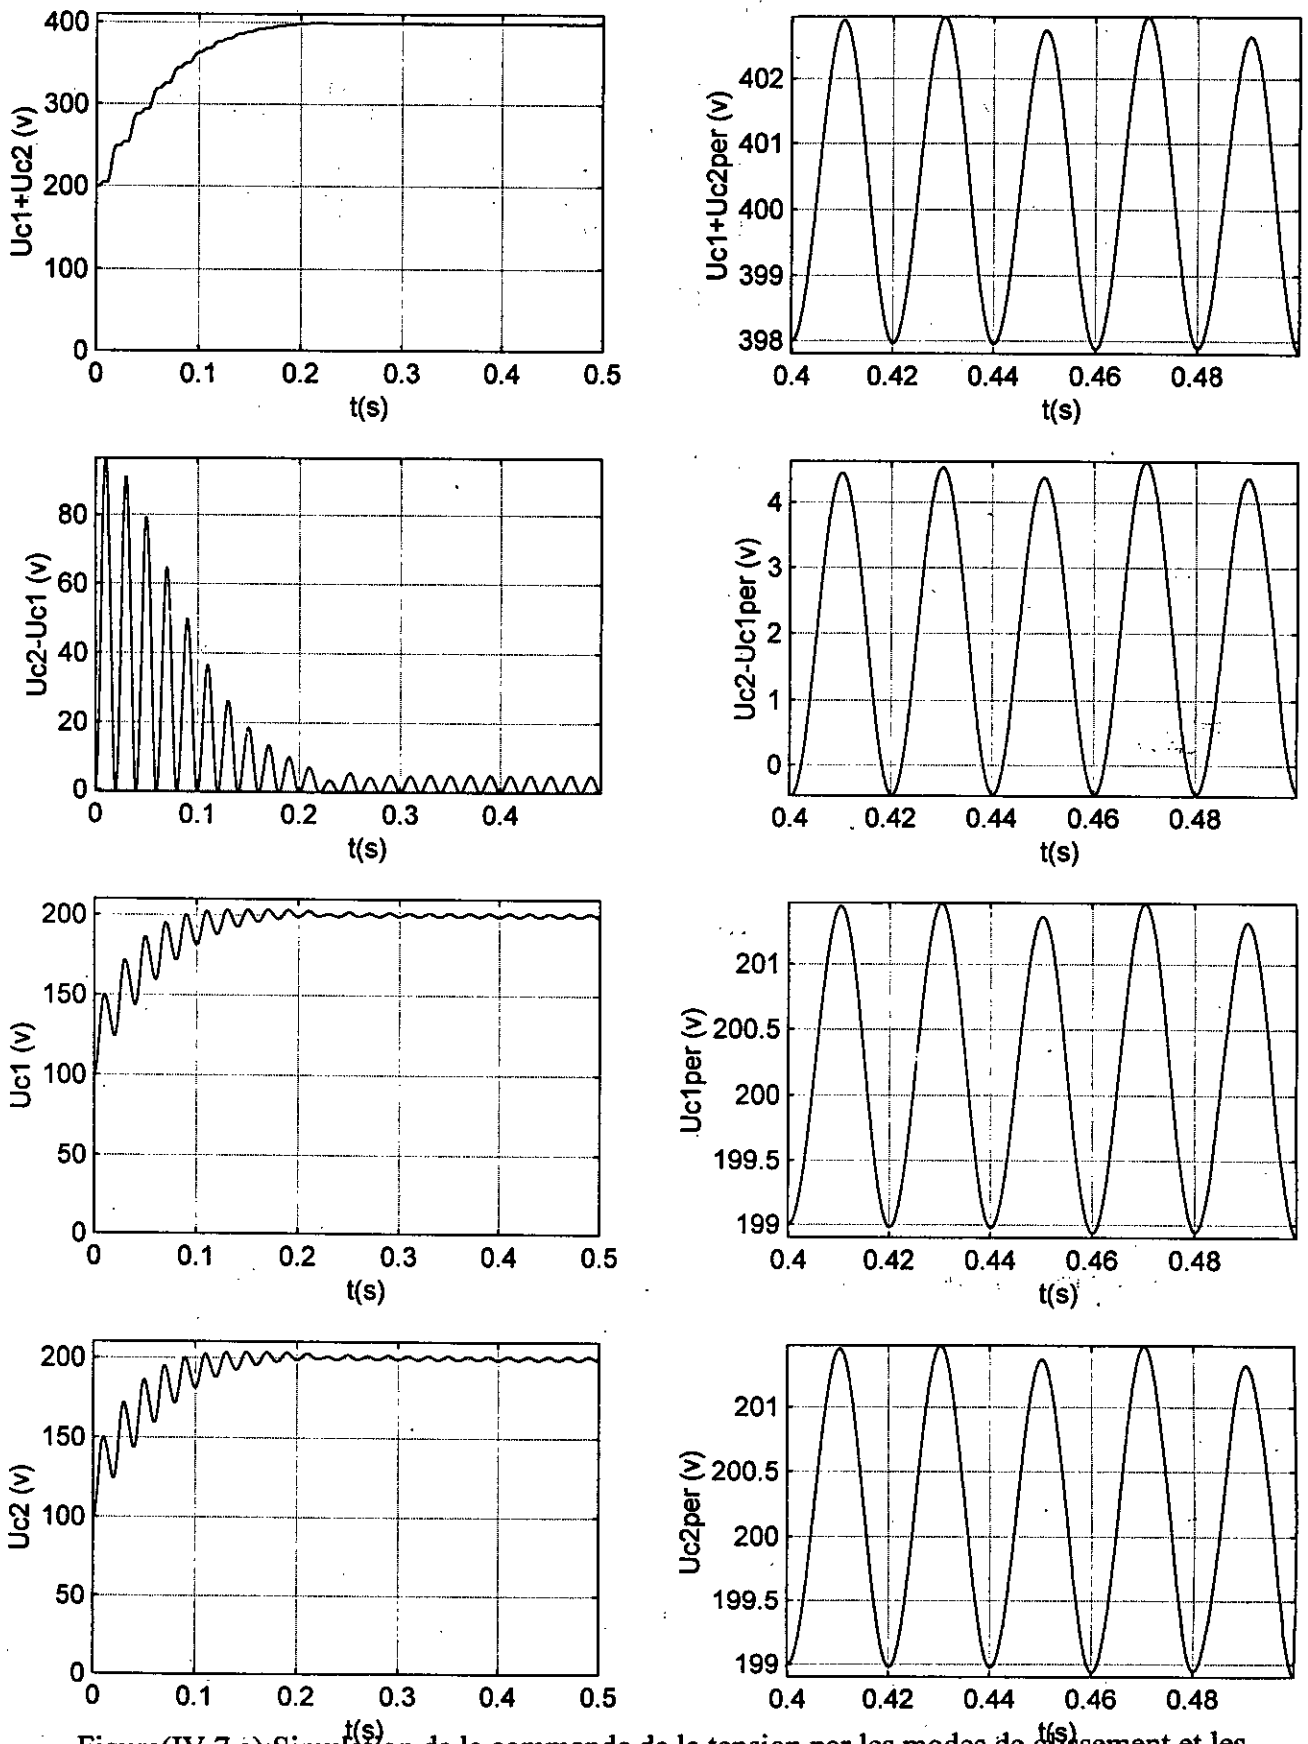 400
300
200
100
0
Uc1+Uc2 (v)
0 0.1 0.2 0.3 0.4 0.5
t(s)
402
401
400
399
398
Uc1+Uc2per (v)
0.4 0.42 0.44 0.46 0.48
t(s)
80
60
40
20
0
Uc2-Uc1 (v)
0 0.1 0.2 0.3 0.4
t(s)
4
3
2
1
0
Uc2-Uc1per (v)
0.4 0.42 0.44 0.46 0.48
t(s)
200
150
100
50
0
Uc1 (v)
0 0.1 0.2 0.3 0.4 0.5
t(s)
201
200.5
200
199.5
199
Uc1per (v)
0.4 0.42 0.44 0.46 0.48
t(s)
200
150
100
50
0
Uc2 (v)
0 0.1 0.2 0.3 0.4 0.5
t(s)
201
200.5
200
199.5
199
Uc2per (v)
0.4 0.42 0.44 0.46 0.48
t(s)
Simulation de la commande de la tension par les modes de glissement et les